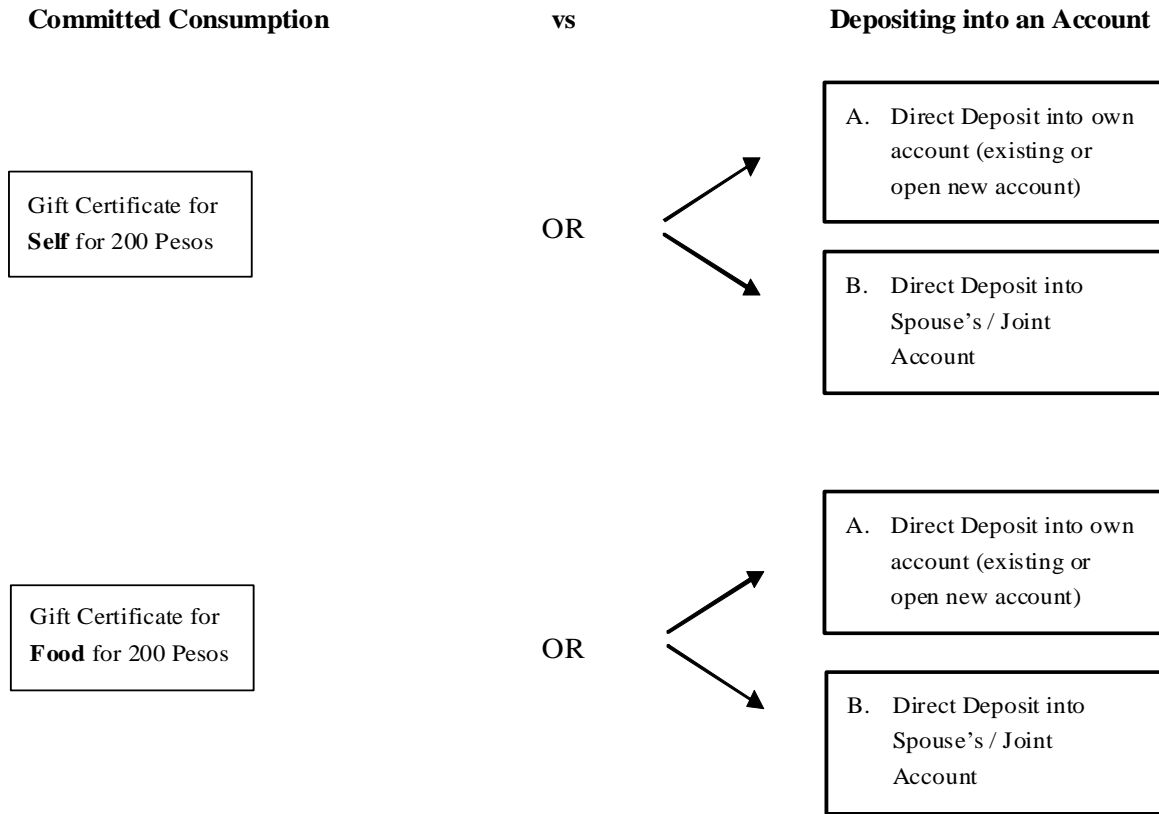 Committed Consumption vs Depositing into an Account
A. Direct Deposit into own
account (existing or
open new account)
Gift Certificate for
Self for 200 Pesos
OR
B. Direct Deposit into
Spouse’s / Joint
Account
A. Direct Deposit into own
account (existing or
open new account)
Gift Certificate for
Food for 200 Pesos
OR
B. Direct Deposit into
Spouse’s / Joint
Account